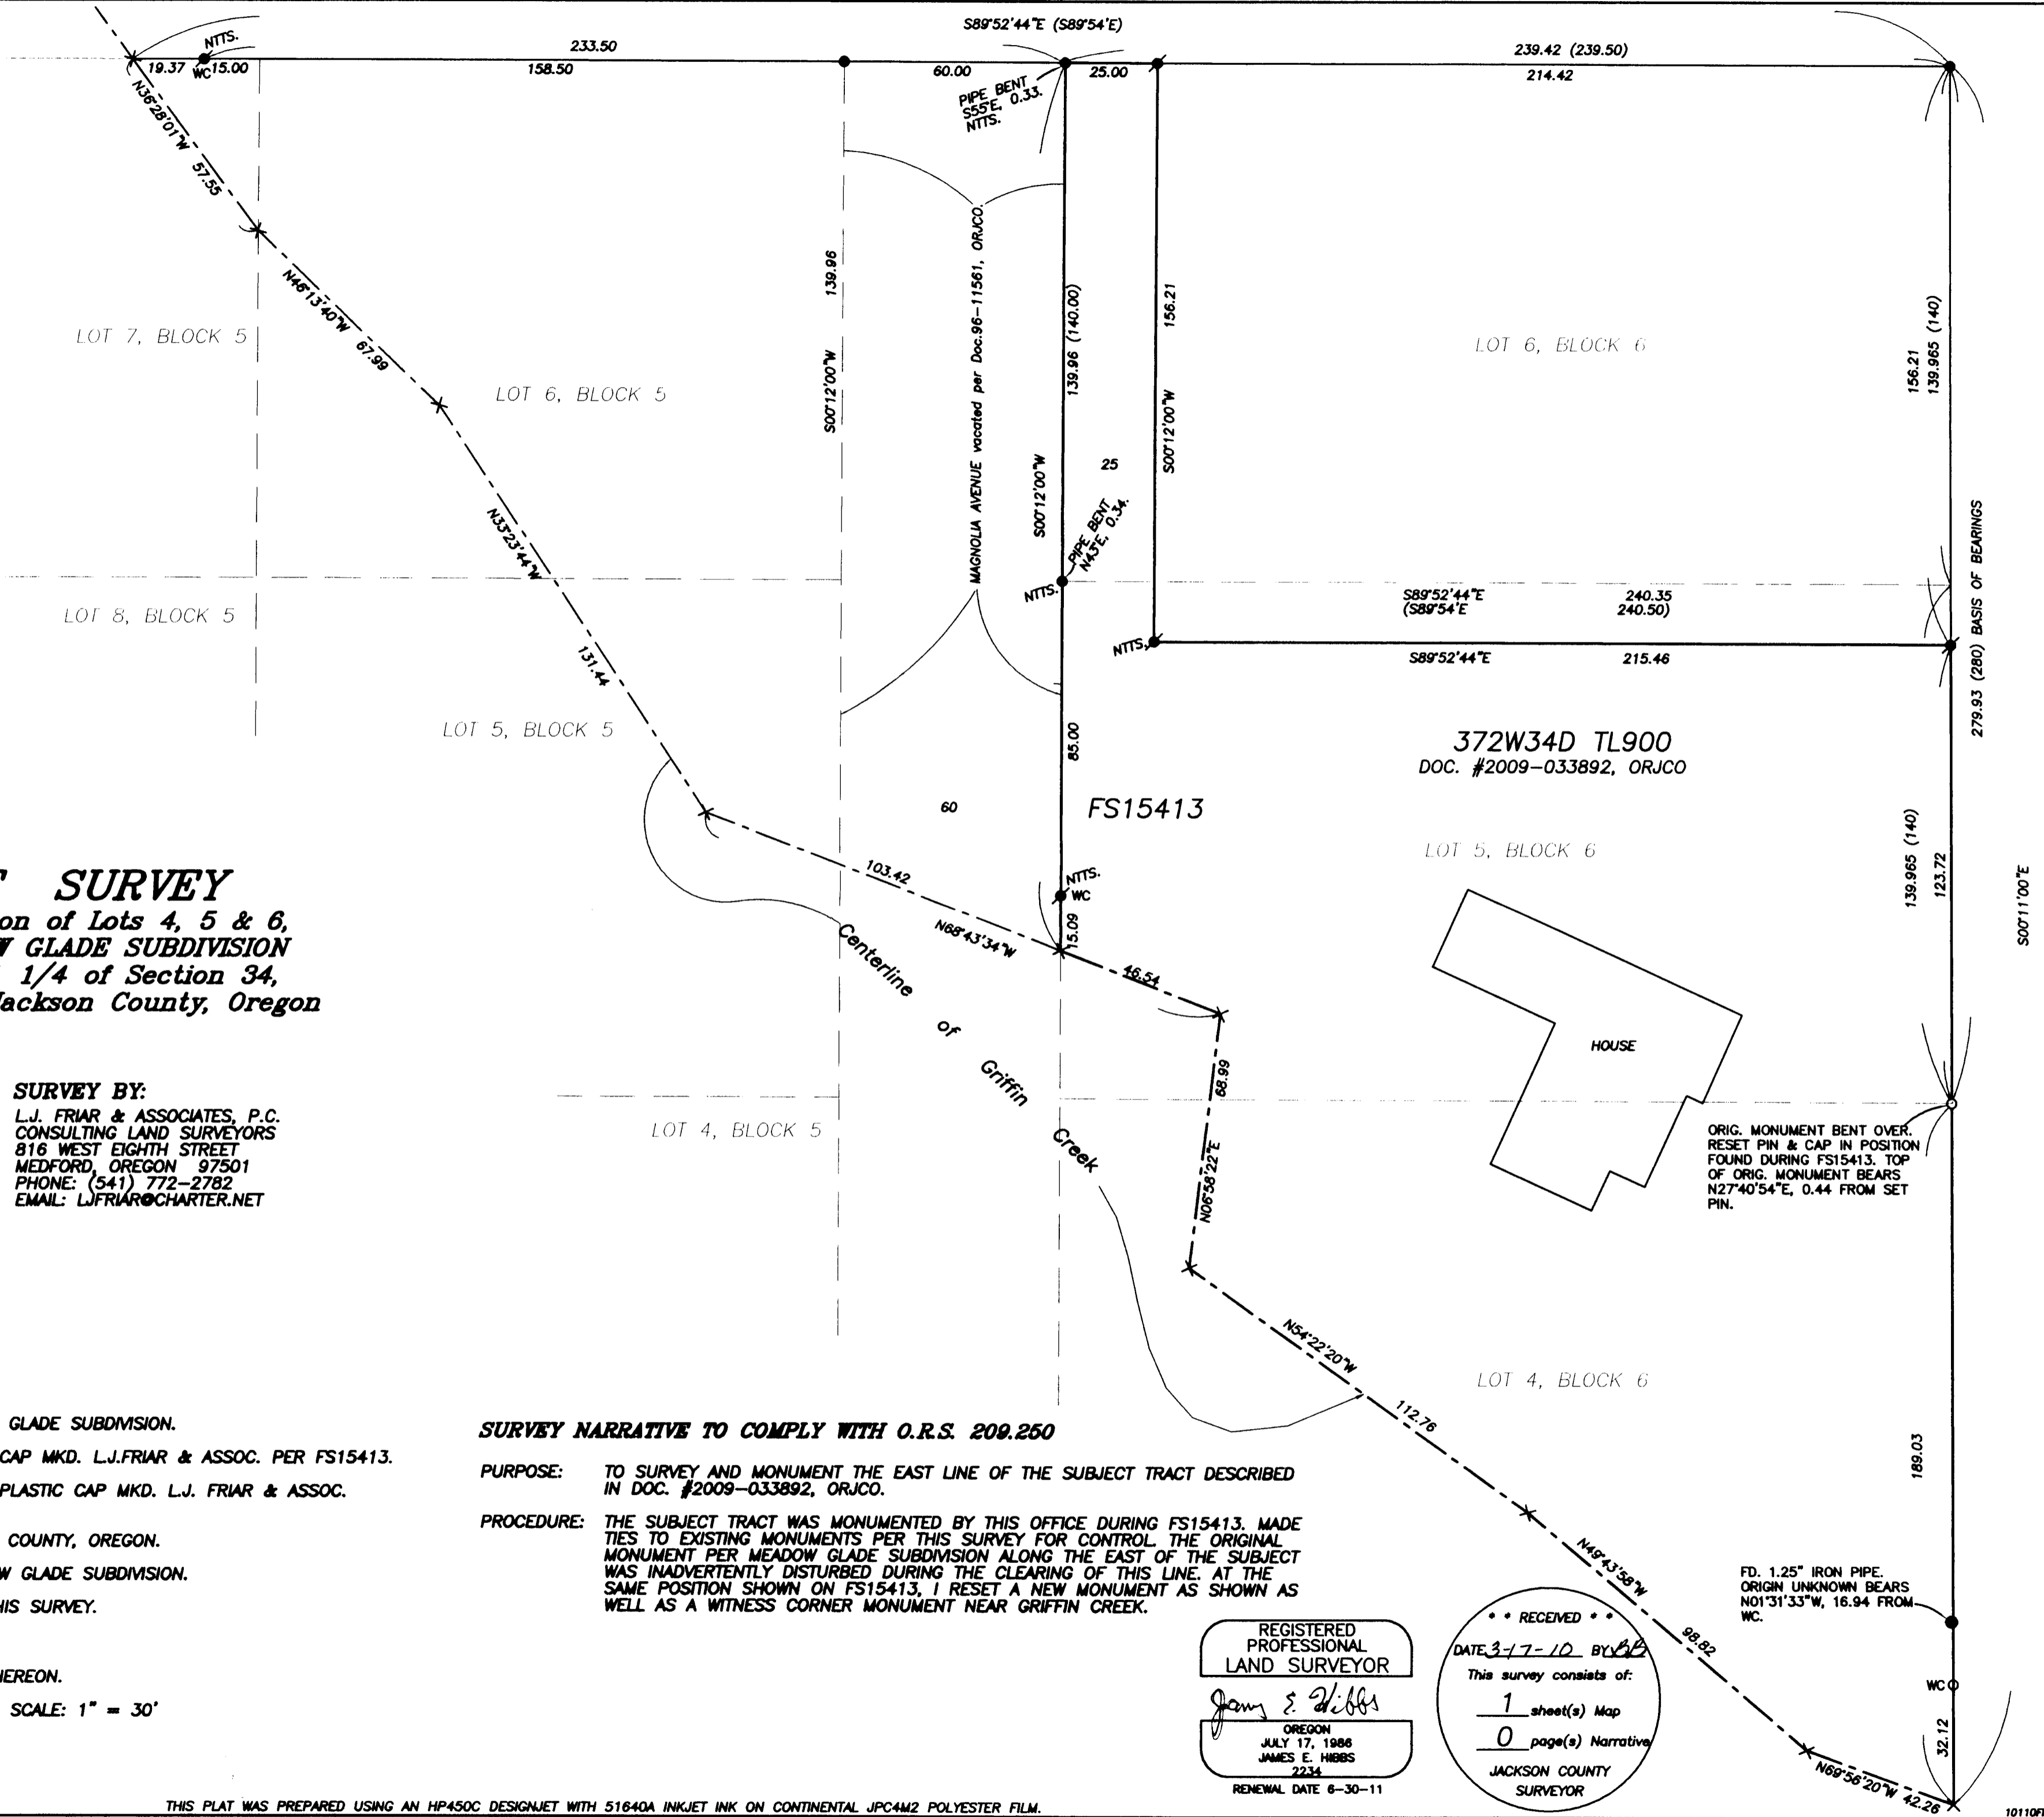 S89°52'44"E (S89°54'E)
NTTS.
233.50
239.42 (239.50)
19.37
WC
15.00
158.50
60.00
25.00
214.42
PIPE BENT
S55°E, 0.33.
NTTS.
N36°28'01"W 57.55
N46°13'40"W 67.99
139.96
S00°12'00"W
MAGNOLIA AVENUE vacated per Doc.96-11561, ORJCO.
139.96 (140.00)
S00°12'00"W
156.21
S00°12'00"W
25
LOT 7, BLOCK 5
LOT 6, BLOCK 5
LOT 6, BLOCK 6
156.21
139.965 (140)
279.93 (280) BASIS OF BEARINGS
N33°23'44"W
131.44
PIPE BENT
N43°E, 0.34.
NTTS.
LOT 8, BLOCK 5
S89°52'44"E 240.35
(S89°54'E 240.50)
NTTS.
S89°52'44"E 215.46
LOT 5, BLOCK 5
85.00
372W34D TL900
DOC. #2009-033892, ORJCO
60
FS15413
LOT 5, BLOCK 6
139.965 (140)
123.72
S00°11'00"E
SURVEY
on of Lots 4, 5 & 6,
W GLADE SUBDIVISION
1/4 of Section 34,
Jackson County, Oregon
103.42
N68°43'34"W
NTTS.
WC
15.09
46.54
Centerline of Griffin Creek
68.99
N06°58'22"E
HOUSE
SURVEY BY:
L.J. FRIAR & ASSOCIATES, P.C.
CONSULTING LAND SURVEYORS
816 WEST EIGHTH STREET
MEDFORD, OREGON 97501
PHONE: (541) 772-2782
EMAIL: LJFRIAR@CHARTER.NET
LOT 4, BLOCK 5
ORIG. MONUMENT BENT OVER.
RESET PIN & CAP IN POSITION
FOUND DURING FS15413. TOP
OF ORIG. MONUMENT BEARS
N27°40'54"E, 0.44 FROM SET
PIN.
N54°22'20"W
112.76
LOT 4, BLOCK 6
189.03
GLADE SUBDIVISION.
CAP MKD. L.J.FRIAR & ASSOC. PER FS15413.
PLASTIC CAP MKD. L.J. FRIAR & ASSOC.
COUNTY, OREGON.
W GLADE SUBDIVISION.
HIS SURVEY.
HEREON.
SCALE: 1" = 30'
SURVEY NARRATIVE TO COMPLY WITH O.R.S. 209.250
PURPOSE: TO SURVEY AND MONUMENT THE EAST LINE OF THE SUBJECT TRACT DESCRIBED
IN DOC. #2009-033892, ORJCO.
PROCEDURE: THE SUBJECT TRACT WAS MONUMENTED BY THIS OFFICE DURING FS15413. MADE
TIES TO EXISTING MONUMENTS PER THIS SURVEY FOR CONTROL. THE ORIGINAL
MONUMENT PER MEADOW GLADE SUBDIVISION ALONG THE EAST OF THE SUBJECT
WAS INADVERTENTLY DISTURBED DURING THE CLEARING OF THIS LINE. AT THE
SAME POSITION SHOWN ON FS15413, I RESET A NEW MONUMENT AS SHOWN AS
WELL AS A WITNESS CORNER MONUMENT NEAR GRIFFIN CREEK.
N49°43'58"W
98.82
FD. 1.25" IRON PIPE.
ORIGIN UNKNOWN BEARS
N01°31'33"W, 16.94 FROM
WC.
WC
32.12
N69°56'20"W 42.26
REGISTERED
PROFESSIONAL
LAND SURVEYOR
James E. Hibbs
OREGON
JULY 17, 1986
JAMES E. HIBBS
2234
RENEWAL DATE 6-30-11
* * RECEIVED * *
DATE 3-17-10 BY BB
This survey consists of:
1 sheet(s) Map
0 page(s) Narrative
JACKSON COUNTY
SURVEYOR
THIS PLAT WAS PREPARED USING AN HP450C DESIGNJET WITH 51640A INKJET INK ON CONTINENTAL JPC4M2 POLYESTER FILM.